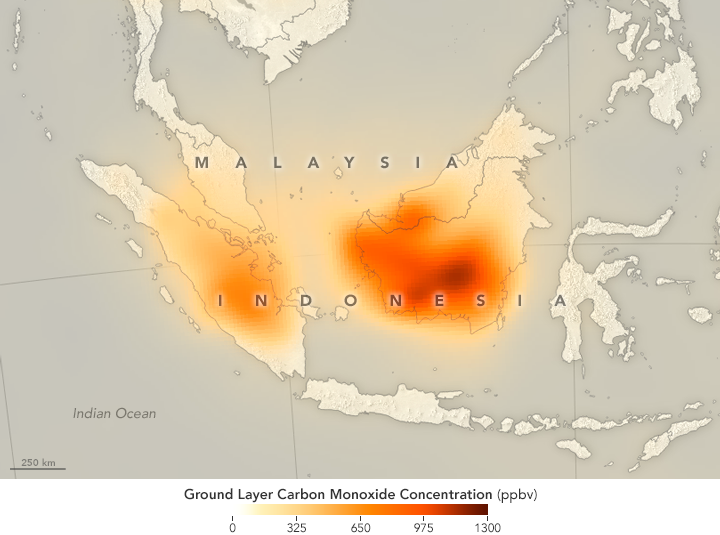 MALAYSIA
INDONESIA
Indian Ocean
250 km
Ground Layer Carbon Monoxide Concentration (ppbv)
0 325 650 975 1300